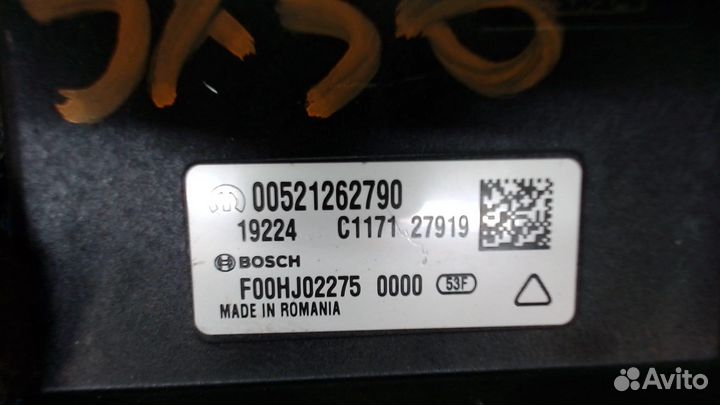 00521262790
19224 C1171 27919
BOSCH
F00HJ02275 0000 53F
MADE IN ROMANIA
Avito